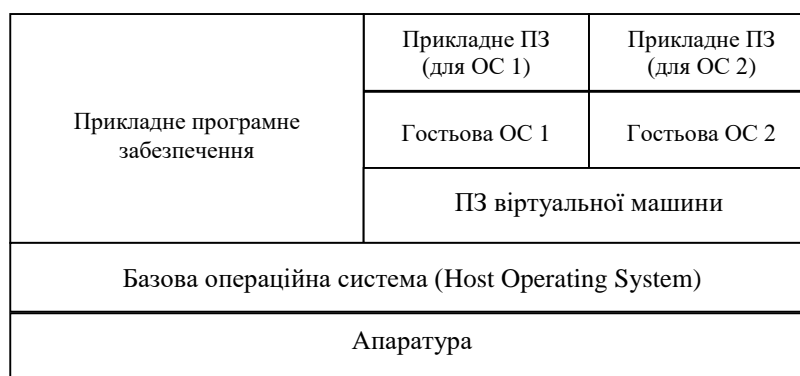 Прикладне програмне
забезпечення
Прикладне ПЗ
(для ОС 1)
Прикладне ПЗ
(для ОС 2)
Гостьова ОС 1
Гостьова ОС 2
ПЗ віртуальної машини
Базова операційна система (Host Operating System)
Апаратура